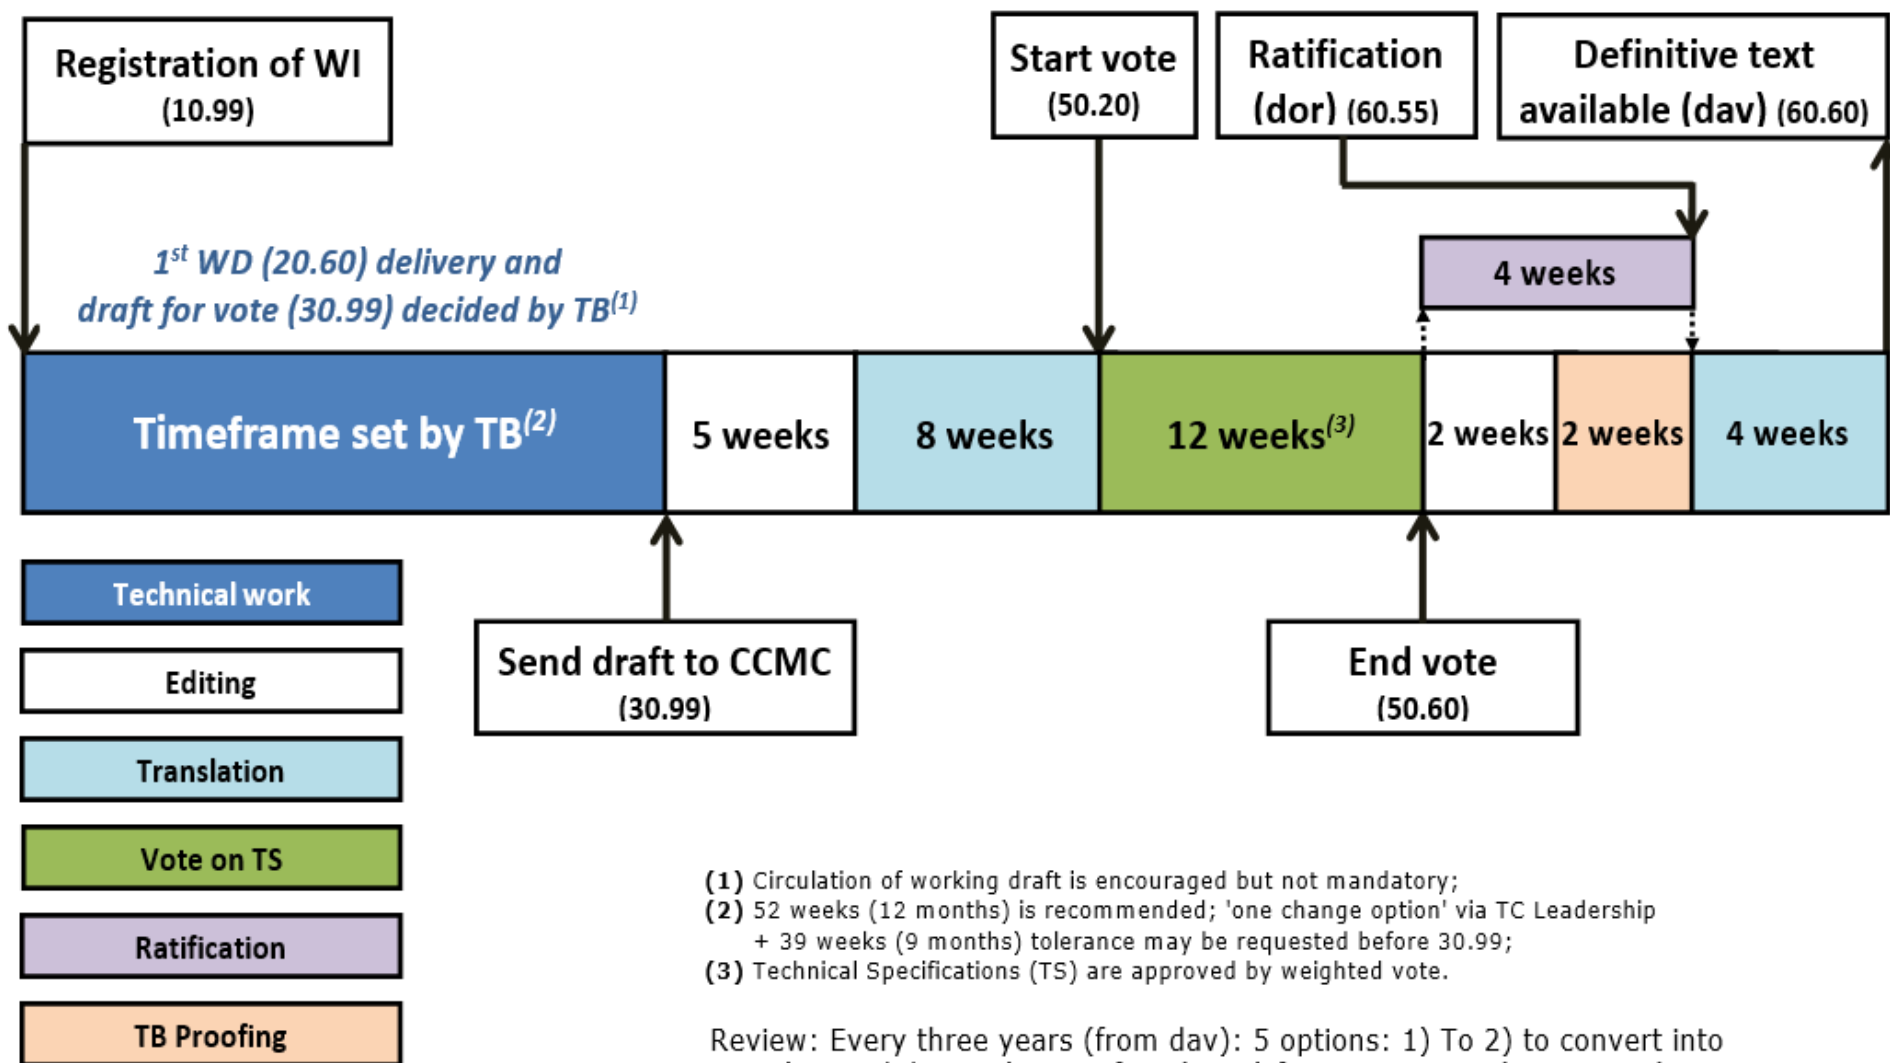 Registration of WI
(10.99)
Start vote
(50.20)
Ratification
(dor) (60.55)
Definitive text
available (dav) (60.60)
1st WD (20.60) delivery and
draft for vote (30.99) decided by TB(1)
4 weeks
Timeframe set by TB(2)
5 weeks
8 weeks
12 weeks(3)
2 weeks
2 weeks
4 weeks
Send draft to CCMC
(30.99)
End vote
(50.60)
Technical work
Editing
Translation
Vote on TS
Ratification
TB Proofing
(1) Circulation of working draft is encouraged but not mandatory;
(2) 52 weeks (12 months) is recommended; 'one change option' via TC Leadership
+ 39 weeks (9 months) tolerance may be requested before 30.99;
(3) Technical Specifications (TS) are approved by weighted vote.
Review: Every three years (from dav): 5 options: 1) To 2) to convert into